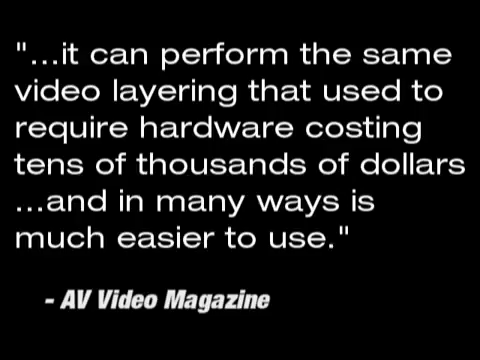 "...it can perform the same
video layering that used to
require hardware costing
tens of thousands of dollars
...and in many ways is
much easier to use."
- AV Video Magazine